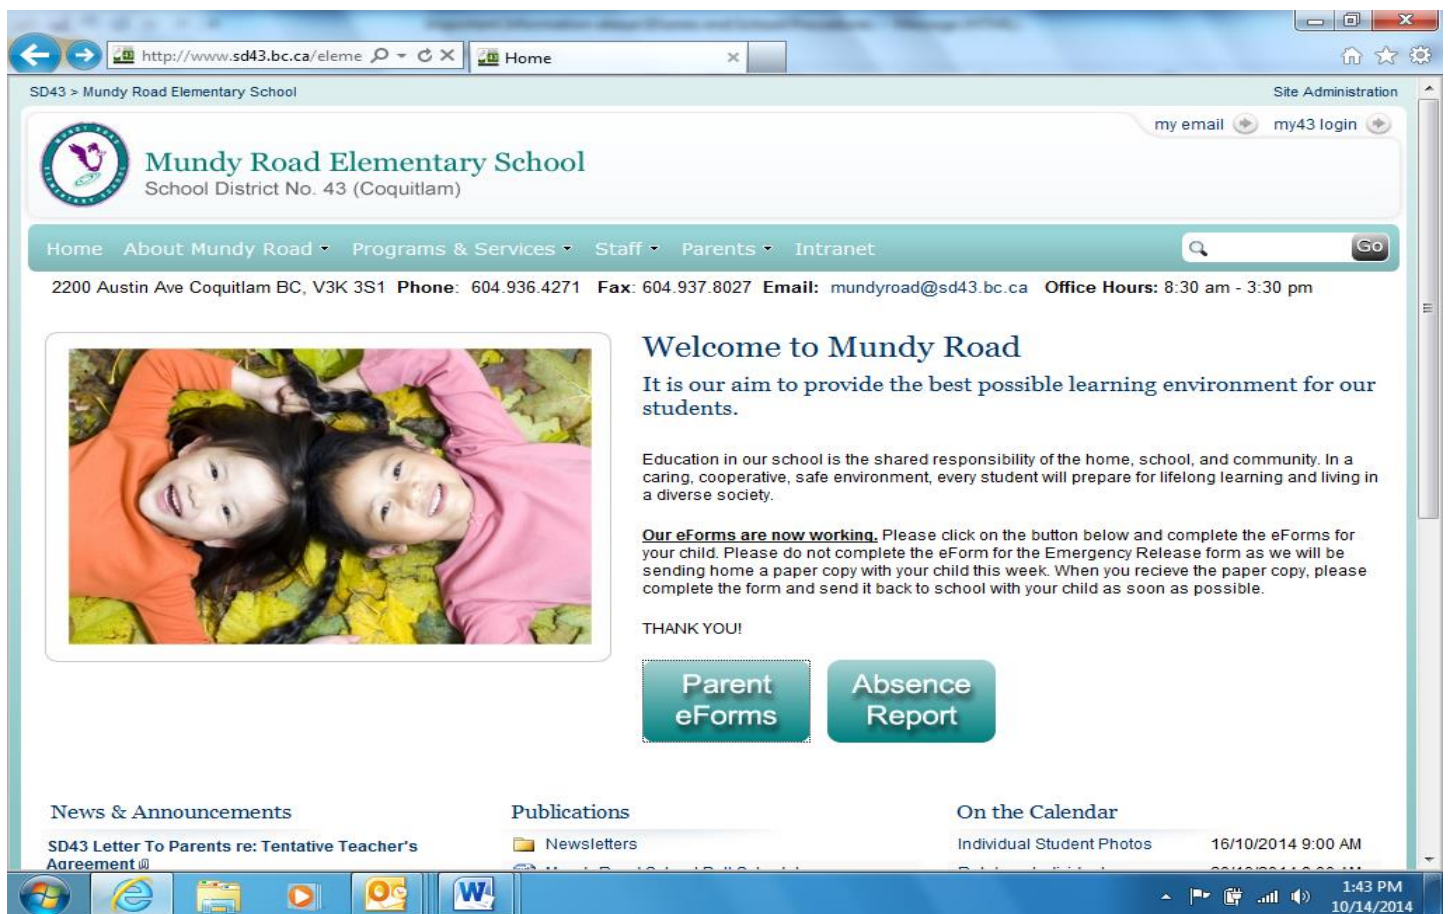 http://www.sd43.bc.ca/eleme
Home
SD43 > Mundy Road Elementary School
Site Administration
my email
my43 login
MUNDY ROAD ELEMENTARY SCHOOL
Mundy Road Elementary School
School District No. 43 (Coquitlam)
Home About Mundy Road Programs & Services Staff Parents Intranet
Go
2200 Austin Ave Coquitlam BC, V3K 3S1 Phone: 604.936.4271 Fax: 604.937.8027 Email: mundyroad@sd43.bc.ca Office Hours: 8:30 am - 3:30 pm
Welcome to Mundy Road
It is our aim to provide the best possible learning environment for our
students.
Education in our school is the shared responsibility of the home, school, and community. In a
caring, cooperative, safe environment, every student will prepare for lifelong learning and living in
a diverse society.
Our eForms are now working. Please click on the button below and complete the eForms for
your child. Please do not complete the eForm for the Emergency Release form as we will be
sending home a paper copy with your child this week. When you recieve the paper copy, please
complete the form and send it back to school with your child as soon as possible.
THANK YOU!
Parent
eForms
Absence
Report
News & Announcements
SD43 Letter To Parents re: Tentative Teacher's
Agreement
Publications
Newsletters
On the Calendar
Individual Student Photos 16/10/2014 9:00 AM
1:43 PM
10/14/2014